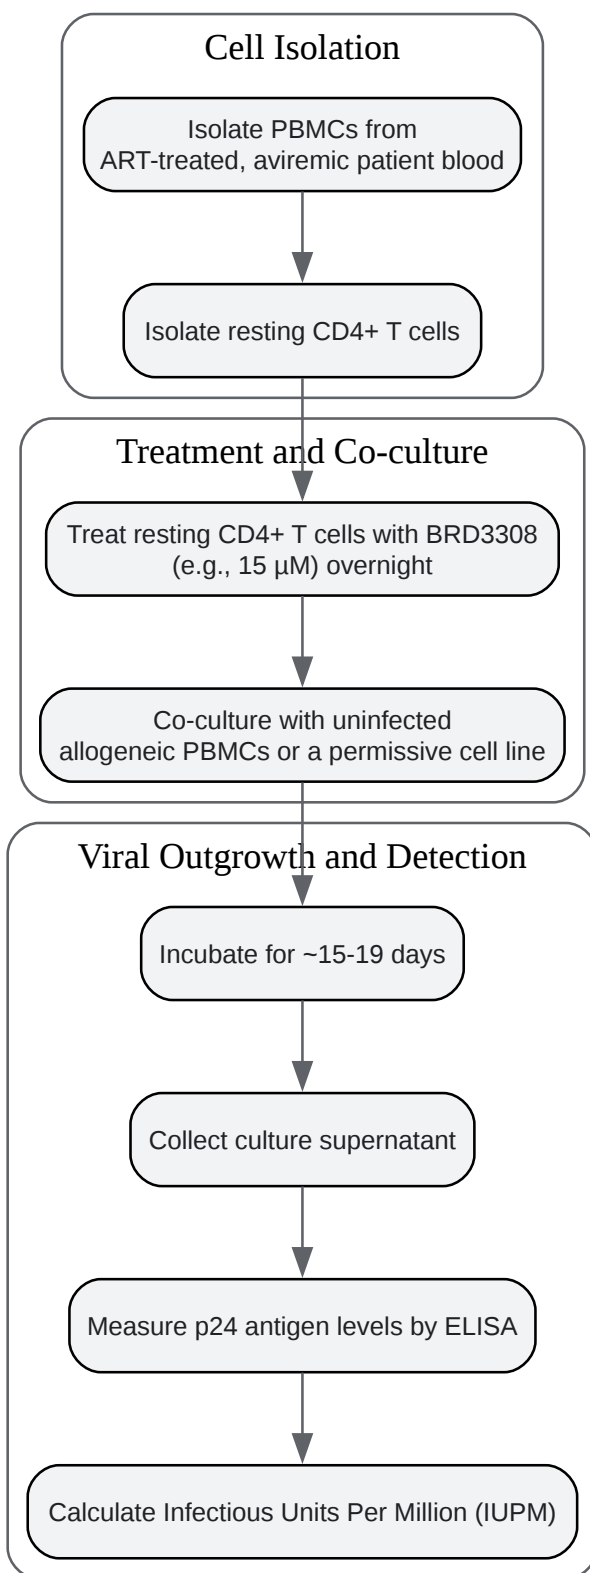 Cell Isolation
Isolate PBMCs from
ART-treated, aviremic patient blood
Isolate resting CD4+ T cells
Treatment and Co-culture
Treat resting CD4+ T cells with BRD3308
(e.g., 15 µM) overnight
Co-culture with uninfected
allogeneic PBMCs or a permissive cell line
Viral Outgrowth and Detection
Incubate for ~15-19 days
Collect culture supernatant
Measure p24 antigen levels by ELISA
Calculate Infectious Units Per Million (IUPM)